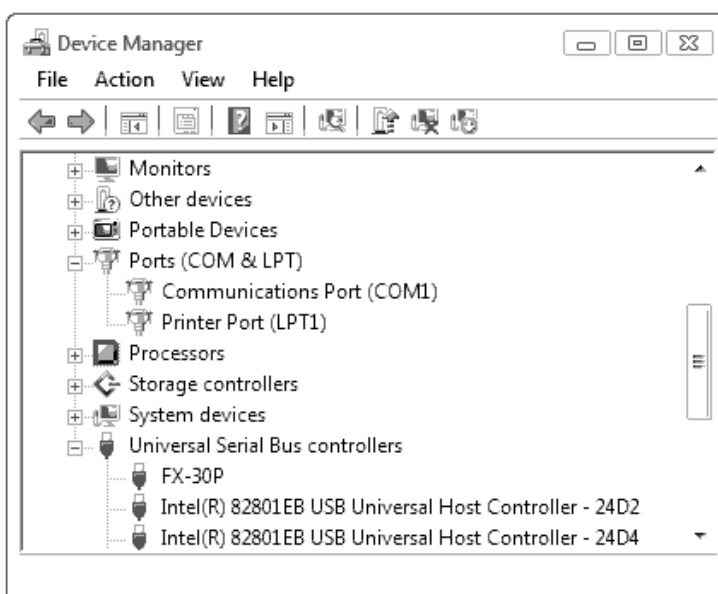 Device Manager
File Action View Help
Monitors
Other devices
Portable Devices
Ports (COM & LPT)
Communications Port (COM1)
Printer Port (LPT1)
Processors
Storage controllers
System devices
Universal Serial Bus controllers
FX-30P
Intel(R) 82801EB USB Universal Host Controller - 24D2
Intel(R) 82801EB USB Universal Host Controller - 24D4